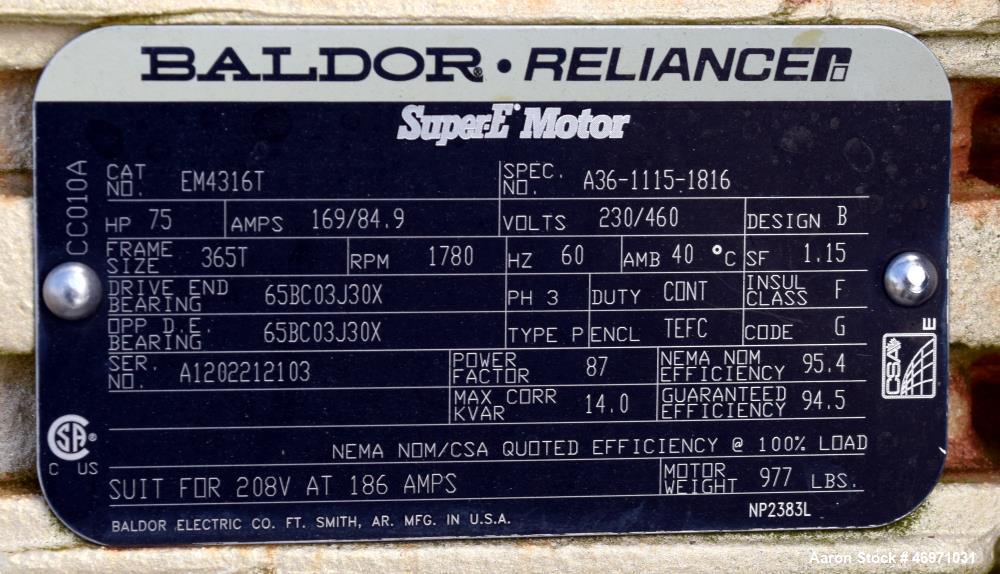 BALDOR® • RELIANCE
Super-E® Motor
CC010A
CAT NO. EM4316T SPEC. NO. A36-1115-1816
HP 75 AMPS 169/84.9 VOLTS 230/460 DESIGN B
FRAME SIZE 365T RPM 1780 HZ 60 AMB 40 °C SF 1.15
DRIVE END BEARING 65BC03J30X PH 3 DUTY CONT INSUL CLASS F
OPP D.E. BEARING 65BC03J30X TYPE P ENCL TEFC CODE G
SER. NO. A1202212103 POWER FACTOR 87 NEMA NOM EFFICIENCY 95.4
MAX CORR KVAR 14.0 GUARANTEED EFFICIENCY 94.5
NEMA NOM/CSA QUOTED EFFICIENCY @ 100% LOAD
SUIT FOR 208V AT 186 AMPS MOTOR WEIGHT 977 LBS.
NP2383L
BALDOR ELECTRIC CO. FT. SMITH, AR. MFG. IN U.S.A.
SA®
C US
CSA
E
Aaron Stock # 46971031